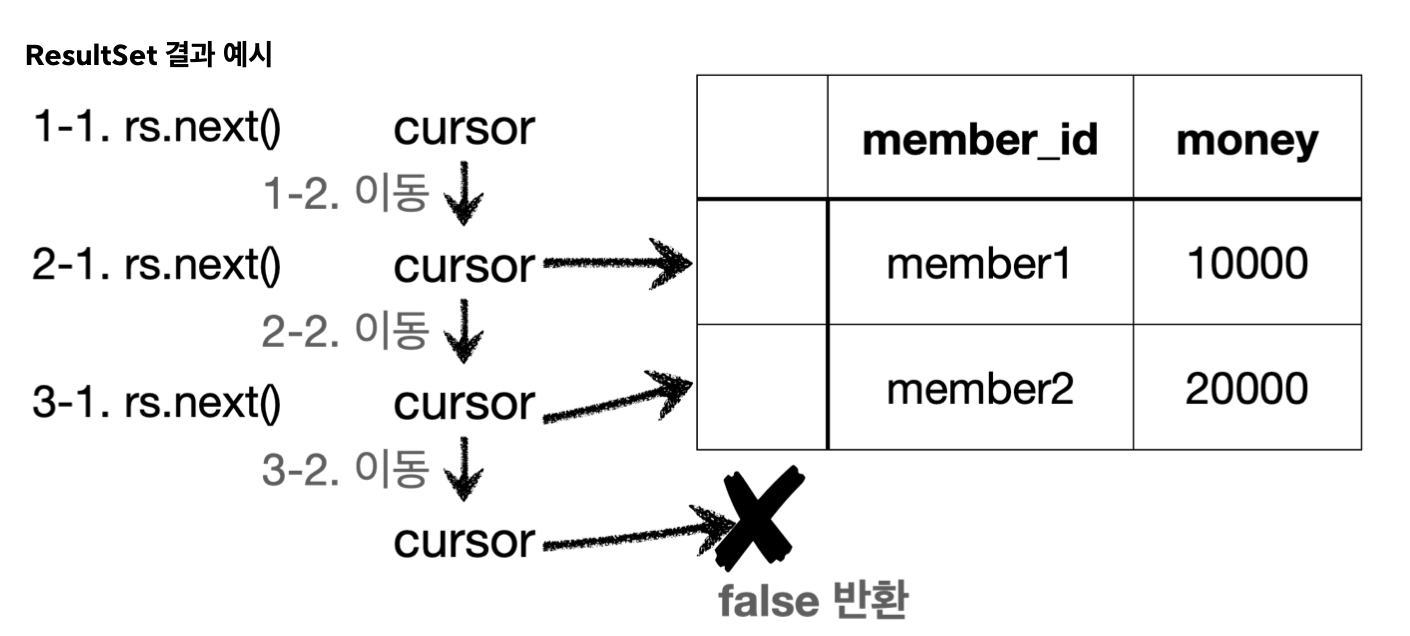 ResultSet 결과 예시
1-1. rs.next() cursor
1-2. 이동
2-1. rs.next() cursor
2-2. 이동
3-1. rs.next() cursor
3-2. 이동
cursor
member_id money
member1 10000
member2 20000
false 반환